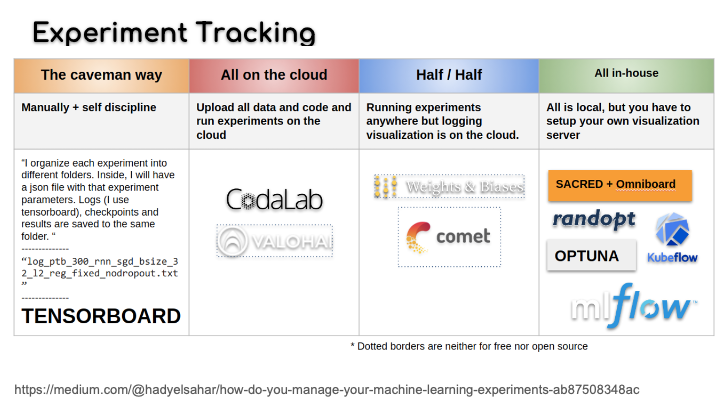 Experiment Tracking
The caveman way
All on the cloud
Half / Half
All in-house
Manually + self discipline
Upload all data and code and
run experiments on the
cloud
Running experiments
anywhere but logging
visualization is on the cloud.
All is local, but you have to
setup your own visualization
server
"I organize each experiment into
different folders. Inside, I will have
a json file with that experiment
parameters. Logs (I use
tensorboard), checkpoints and
results are saved to the same
folder. "
--------------
"log_ptb_300_rnn_sgd_bsize_3
2_l2_reg_fixed_nodropout.txt
"
--------------
TENSORBOARD
CodaLab
VALOHAI
Weights & Biases
comet
SACRED + Omniboard
randopt
OPTUNA
Kubeflow
mlflow™
* Dotted borders are neither for free nor open source
https://medium.com/@hadyelsahar/how-do-you-manage-your-machine-learning-experiments-ab87508348ac